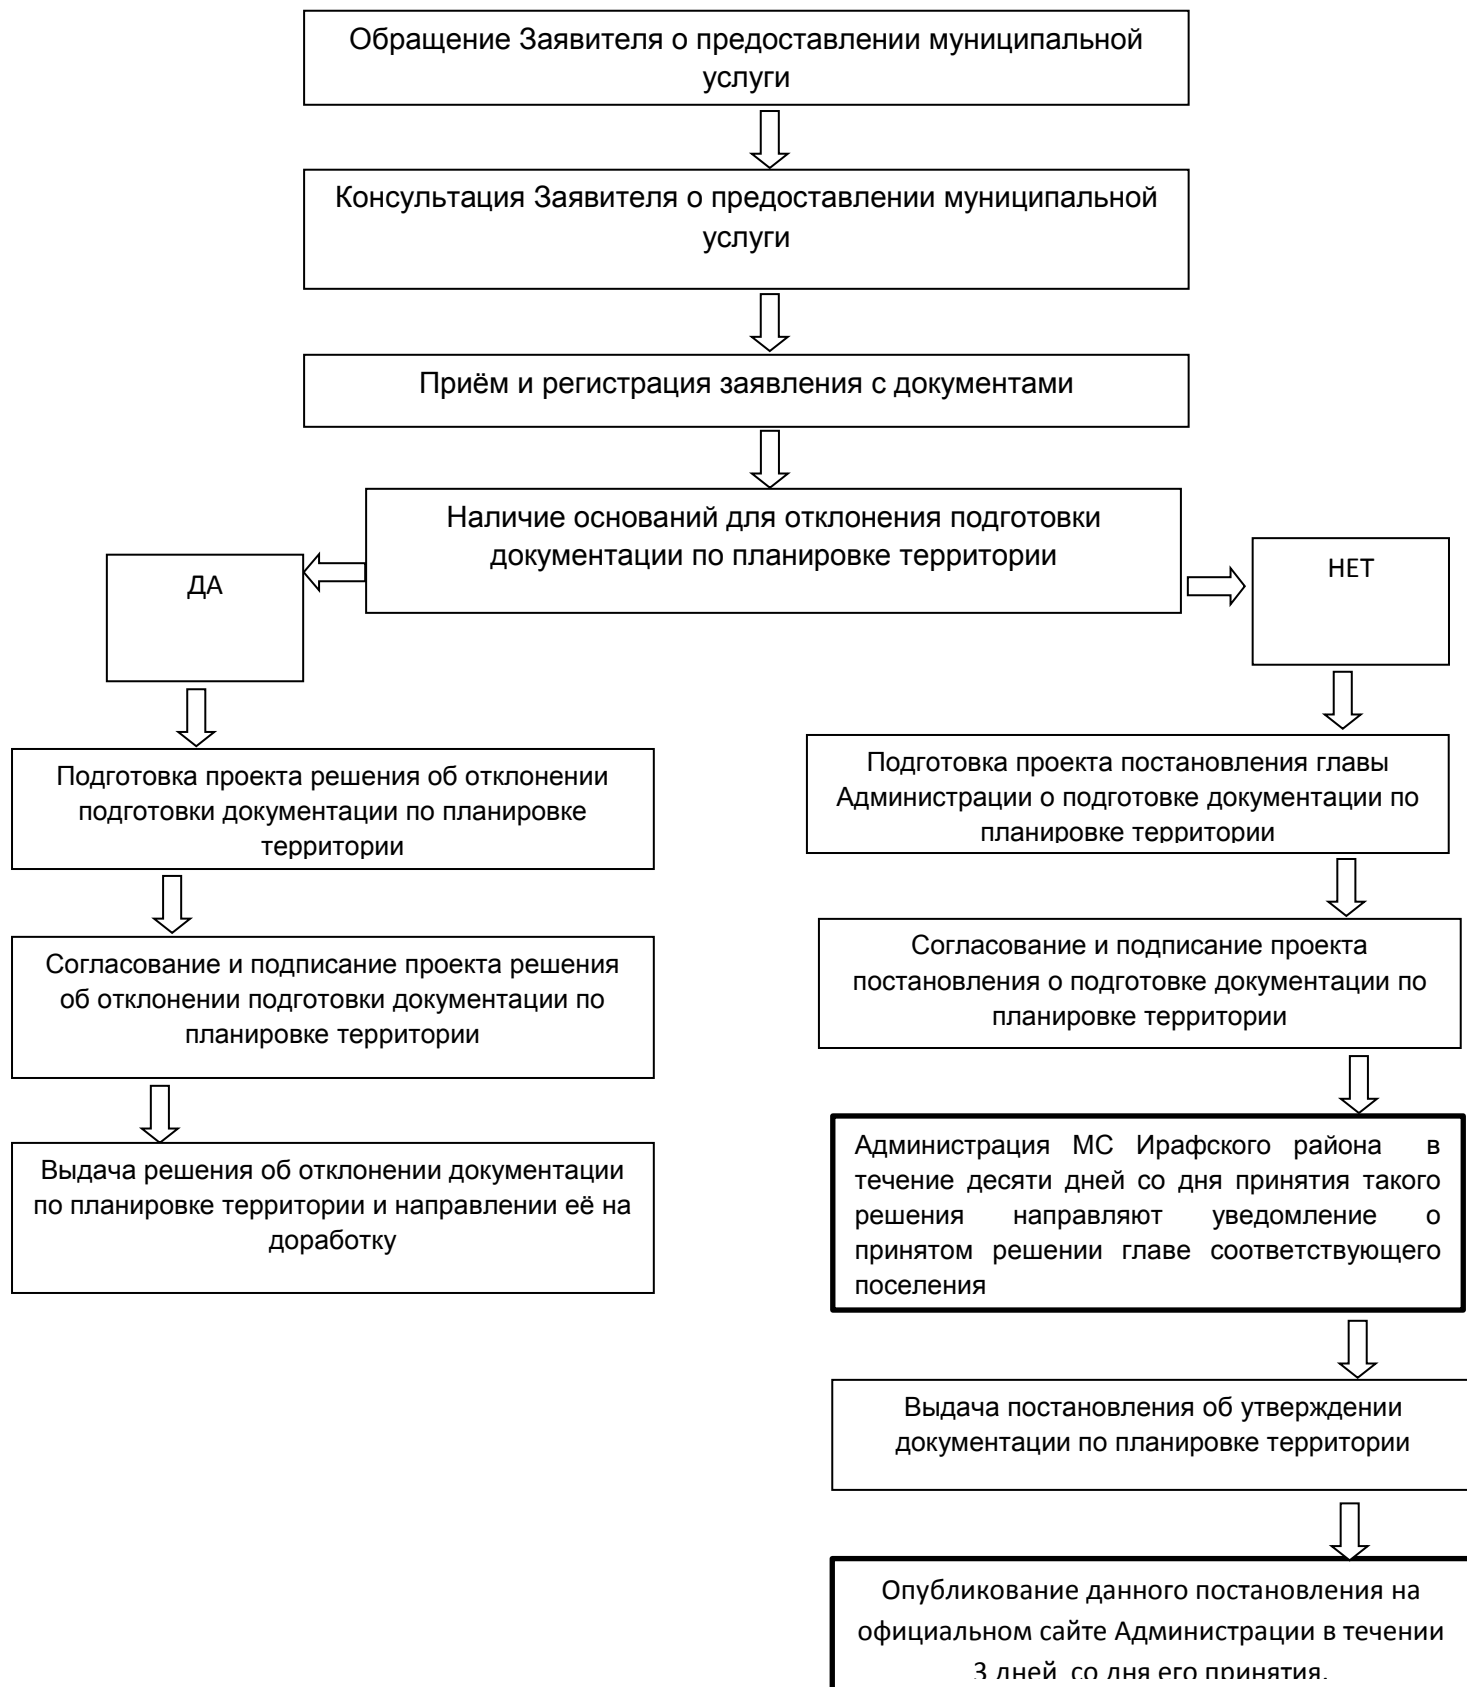 Обращение Заявителя о предоставлении муниципальной
услуги
Консультация Заявителя о предоставлении муниципальной
услуги
Приём и регистрация заявления с документами
Наличие оснований для отклонения подготовки
документации по планировке территории
ДА
НЕТ
Подготовка проекта решения об отклонении
подготовки документации по планировке
территории
Согласование и подписание проекта решения
об отклонении подготовки документации по
планировке территории
Выдача решения об отклонении документации
по планировке территории и направлении её на
доработку
Подготовка проекта постановления главы
Администрации о подготовке документации по
планировке территории
Согласование и подписание проекта
постановления о подготовке документации по
планировке территории
Администрация МС Ирафского района в
течение десяти дней со дня принятия такого
решения направляют уведомление о
принятом решении главе соответствующего
поселения
Выдача постановления об утверждении
документации по планировке территории
Опубликование данного постановления на
официальном сайте Администрации в течении
3 дней со дня его принятия.